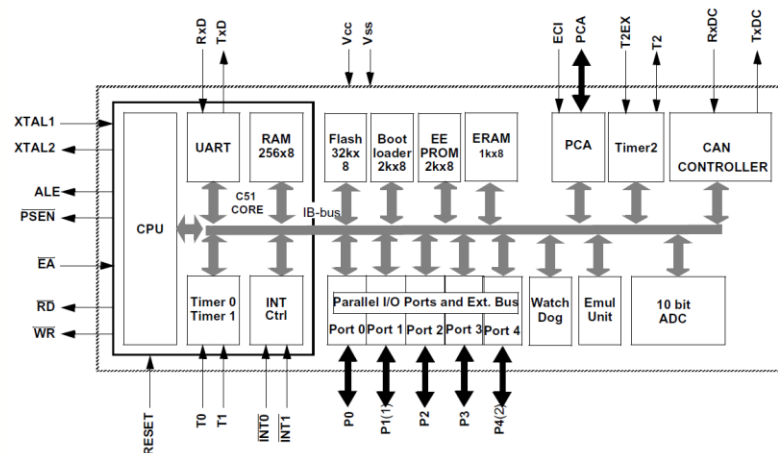 RxD
TxD
Vcc
Vss
ECI
PCA
T2EX
T2
RxDC
TxDC
XTAL1
XTAL2
ALE
PSEN
EA
RD
WR
CPU
UART
RAM
256x8
C51
CORE
IB-bus
Flash
32kx
8
Boot
loader
2kx8
EE
PROM
2kx8
ERAM
1kx8
PCA
Timer2
CAN
CONTROLLER
Timer 0
Timer 1
INT
Ctrl
Parallel I/O Ports and Ext. Bus
Port 0
Port 1
Port 2
Port 3
Port 4
Watch
Dog
Emul
Unit
10 bit
ADC
RESET
T0
T1
INT0
INT1
P0
P1(1)
P2
P3
P4(2)